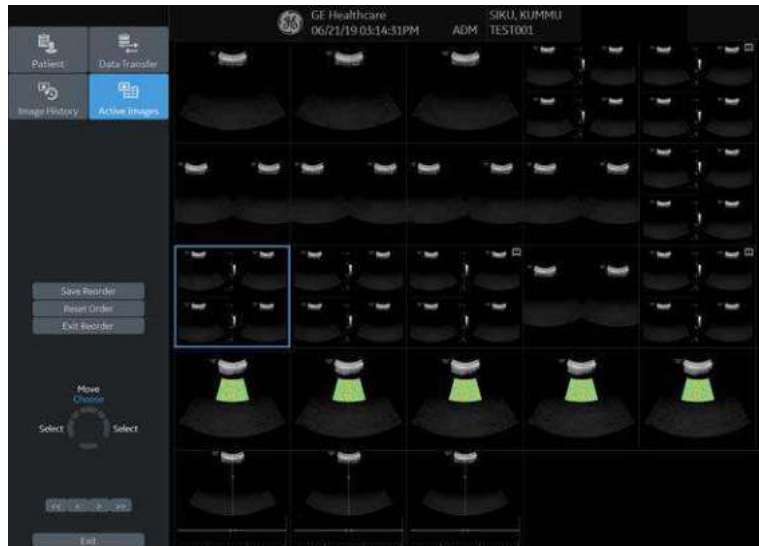 GE Healthcare
06/21/19 03:14:31PM
ADM
SIKU, KUMMU
TEST001
Patient
Data Transfer
Image History
Active Images
Save Reorder
Reset Order
Exit Reorder
Move
Choose
Select
Select
<< < > >>
Exit